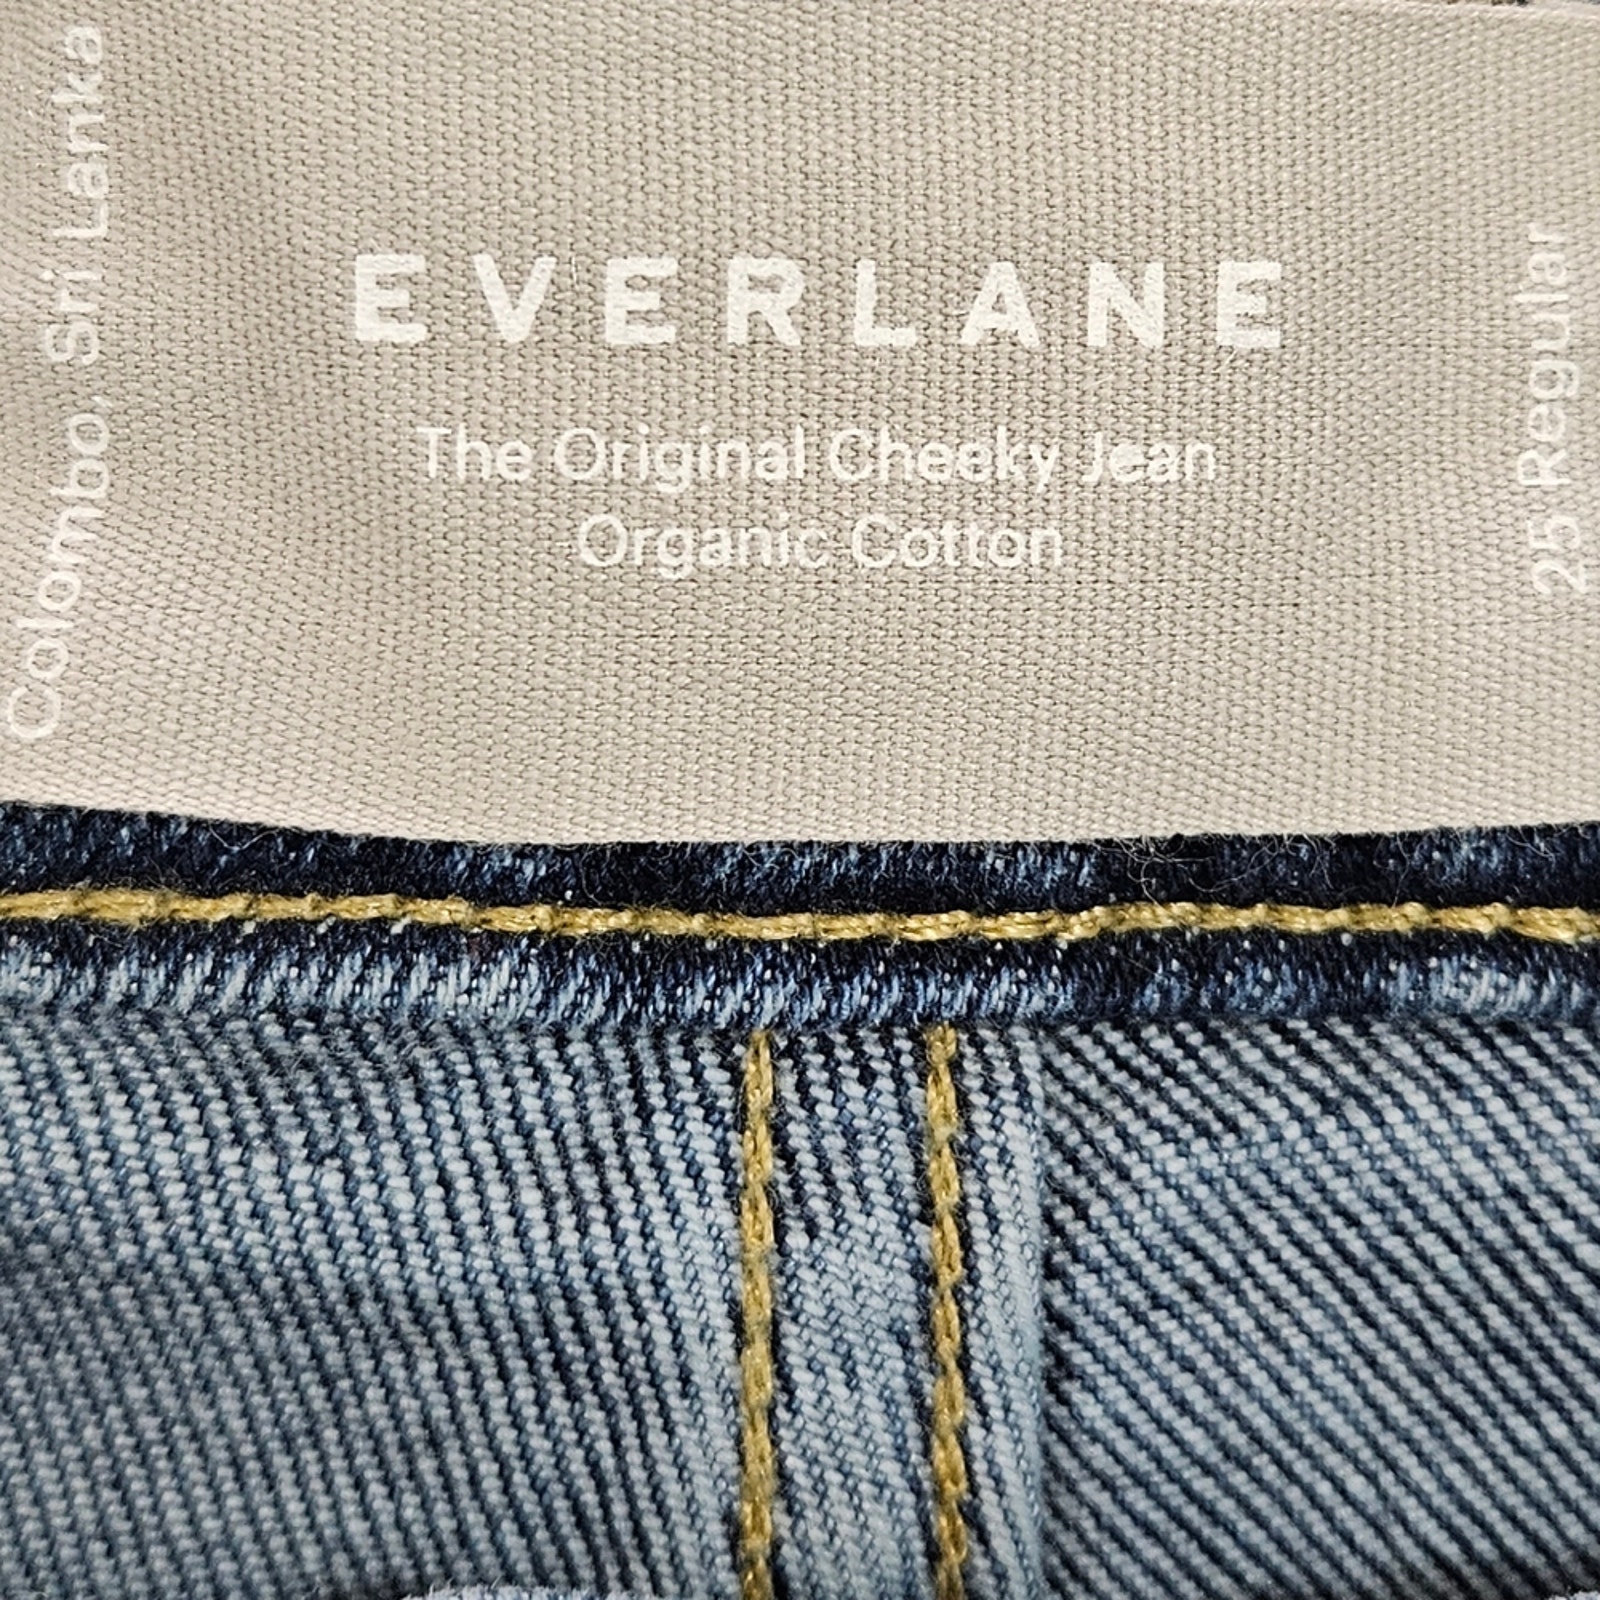 Colombo, Sri Lanka
EVERLANE
The Original Cheeky Jean
Organic Cotton
25 Regular